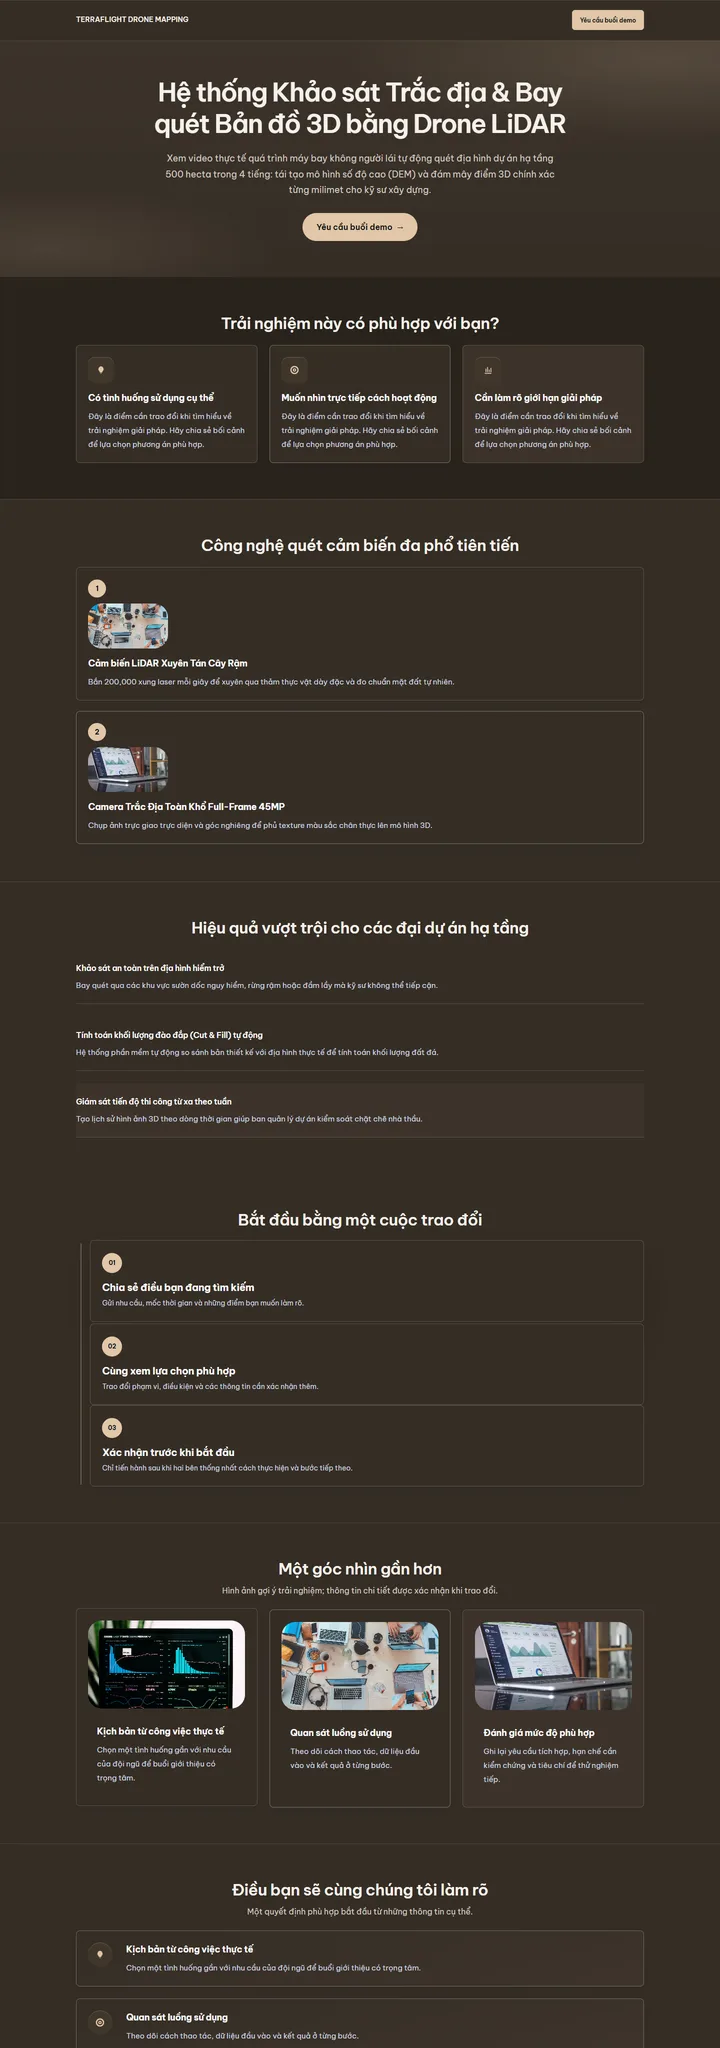 TERRAFLIGHT DRONE MAPPING
Yêu cầu buổi demo
Hệ thống Khảo sát Trắc địa & Bay
quét Bản đồ 3D bằng Drone LiDAR
Xem video thực tế quá trình máy bay không người lái tự động quét địa hình dự án hạ tầng
500 hecta trong 4 tiếng: tái tạo mô hình số độ cao (DEM) và đám mây điểm 3D chính xác
từng milimet cho kỹ sư xây dựng.
Yêu cầu buổi demo →
Trải nghiệm này có phù hợp với bạn?
Có tình huống sử dụng cụ thể
Đây là điểm cần trao đổi khi tìm hiểu về
trải nghiệm giải pháp. Hãy chia sẻ bối cảnh
để lựa chọn phương án phù hợp.
Muốn nhìn trực tiếp cách hoạt động
Đây là điểm cần trao đổi khi tìm hiểu về
trải nghiệm giải pháp. Hãy chia sẻ bối cảnh
để lựa chọn phương án phù hợp.
Cần làm rõ giới hạn giải pháp
Đây là điểm cần trao đổi khi tìm hiểu về
trải nghiệm giải pháp. Hãy chia sẻ bối cảnh
để lựa chọn phương án phù hợp.
Công nghệ quét cảm biến đa phổ tiên tiến
1
Cảm biến LiDAR Xuyên Tán Cây Rậm
Bắn 200,000 xung laser mỗi giây để xuyên qua thảm thực vật dày đặc và đo chuẩn mặt đất tự nhiên.
2
Camera Trắc Địa Toàn Khổ Full-Frame 45MP
Chụp ảnh trực giao trực diện và góc nghiêng để phủ texture màu sắc chân thực lên mô hình 3D.
Hiệu quả vượt trội cho các đại dự án hạ tầng
Khảo sát an toàn trên địa hình hiểm trở
Bay quét qua các khu vực sườn dốc nguy hiểm, rừng rậm hoặc đầm lầy mà kỹ sư không thể tiếp cận.
Tính toán khối lượng đào đắp (Cut & Fill) tự động
Hệ thống phần mềm tự động so sánh bản thiết kế với địa hình thực tế để tính toán khối lượng đất đá.
Giám sát tiến độ thi công từ xa theo tuần
Tạo lịch sử hình ảnh 3D theo dòng thời gian giúp ban quản lý dự án kiểm soát chặt chẽ nhà thầu.
Bắt đầu bằng một cuộc trao đổi
01
Chia sẻ điều bạn đang tìm kiếm
Gửi nhu cầu, mốc thời gian và những điểm bạn muốn làm rõ.
02
Cùng xem lựa chọn phù hợp
Trao đổi phạm vi, điều kiện và các thông tin cần xác nhận thêm.
03
Xác nhận trước khi bắt đầu
Chỉ tiến hành sau khi hai bên thống nhất cách thực hiện và bước tiếp theo.
Một góc nhìn gần hơn
Hình ảnh gợi ý trải nghiệm; thông tin chi tiết được xác nhận khi trao đổi.
Kịch bản từ công việc thực tế
Chọn một tình huống gần với nhu cầu
của đội ngũ để buổi giới thiệu có
trọng tâm.
Quan sát luồng sử dụng
Theo dõi cách thao tác, dữ liệu đầu
vào và kết quả ở từng bước.
Đánh giá mức độ phù hợp
Ghi lại yêu cầu tích hợp, hạn chế cần
kiểm chứng và tiêu chí để thử nghiệm
tiếp.
Điều bạn sẽ cùng chúng tôi làm rõ
Một quyết định phù hợp bắt đầu từ những thông tin cụ thể.
Kịch bản từ công việc thực tế
Chọn một tình huống gần với nhu cầu của đội ngũ để buổi giới thiệu có trọng tâm.
Quan sát luồng sử dụng
Theo dõi cách thao tác, dữ liệu đầu vào và kết quả ở từng bước.